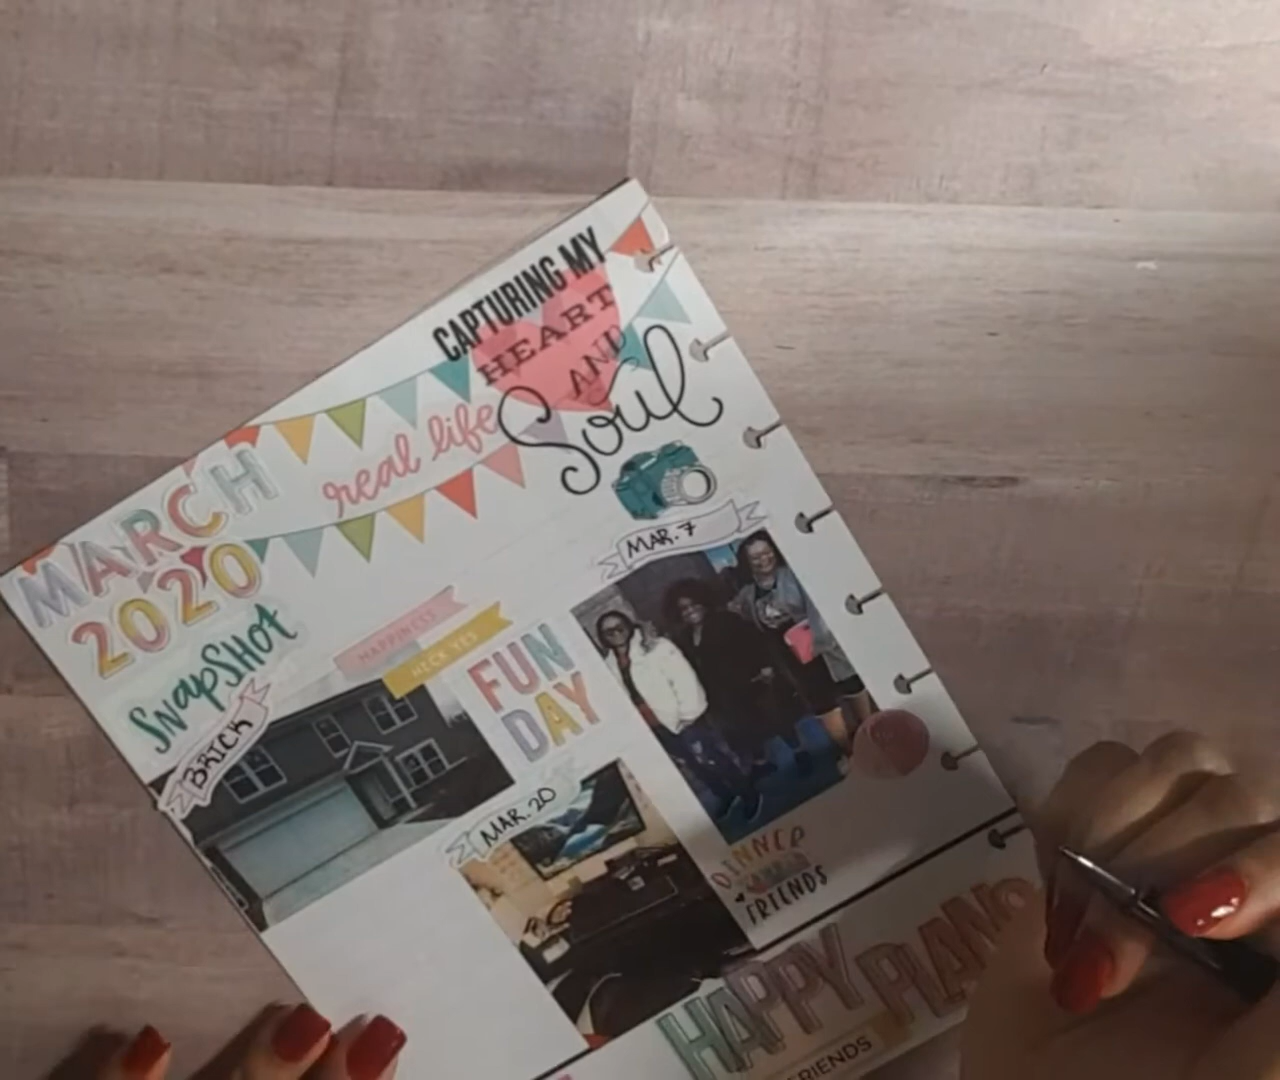 CAPTURING MY
HEART
AND
Soul
real life
MARCH
2020
SNAPSHOT
MAR. 7
HAPPINESS
HECK YES
FUN
DAY
BRICK
MAR. 20
DINNER
FRIENDS
HAPPY PLANS
FRIENDS